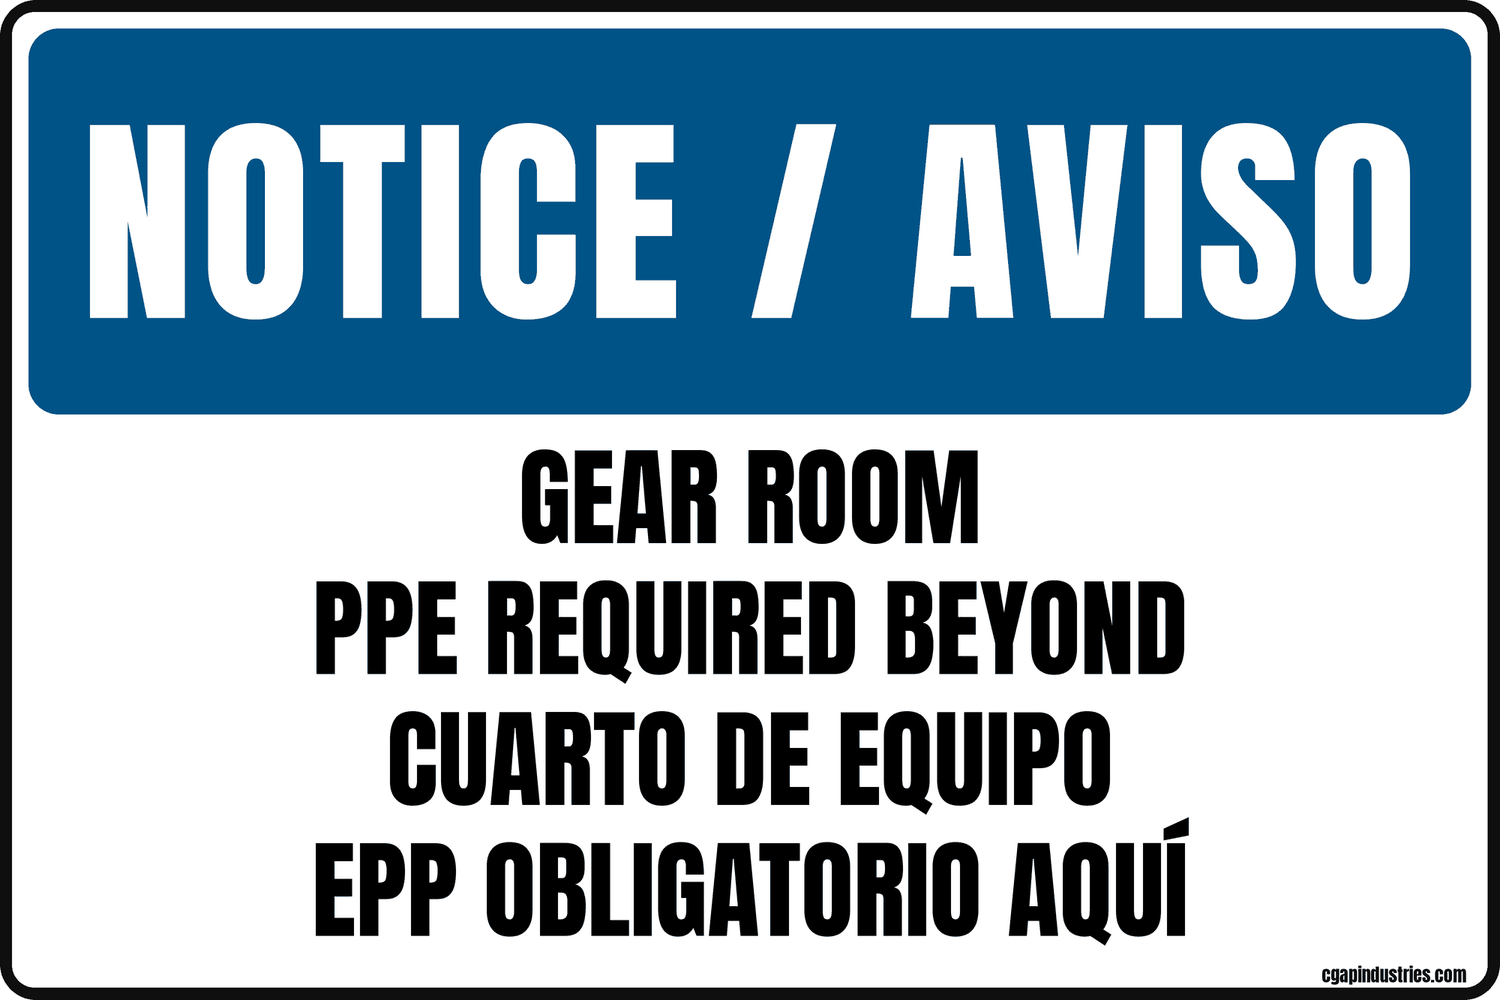 NOTICE / AVISO
GEAR ROOM
PPE REQUIRED BEYOND
CUARTO DE EQUIPO
EPP OBLIGATORIO AQUÍ
cgapindustries.com